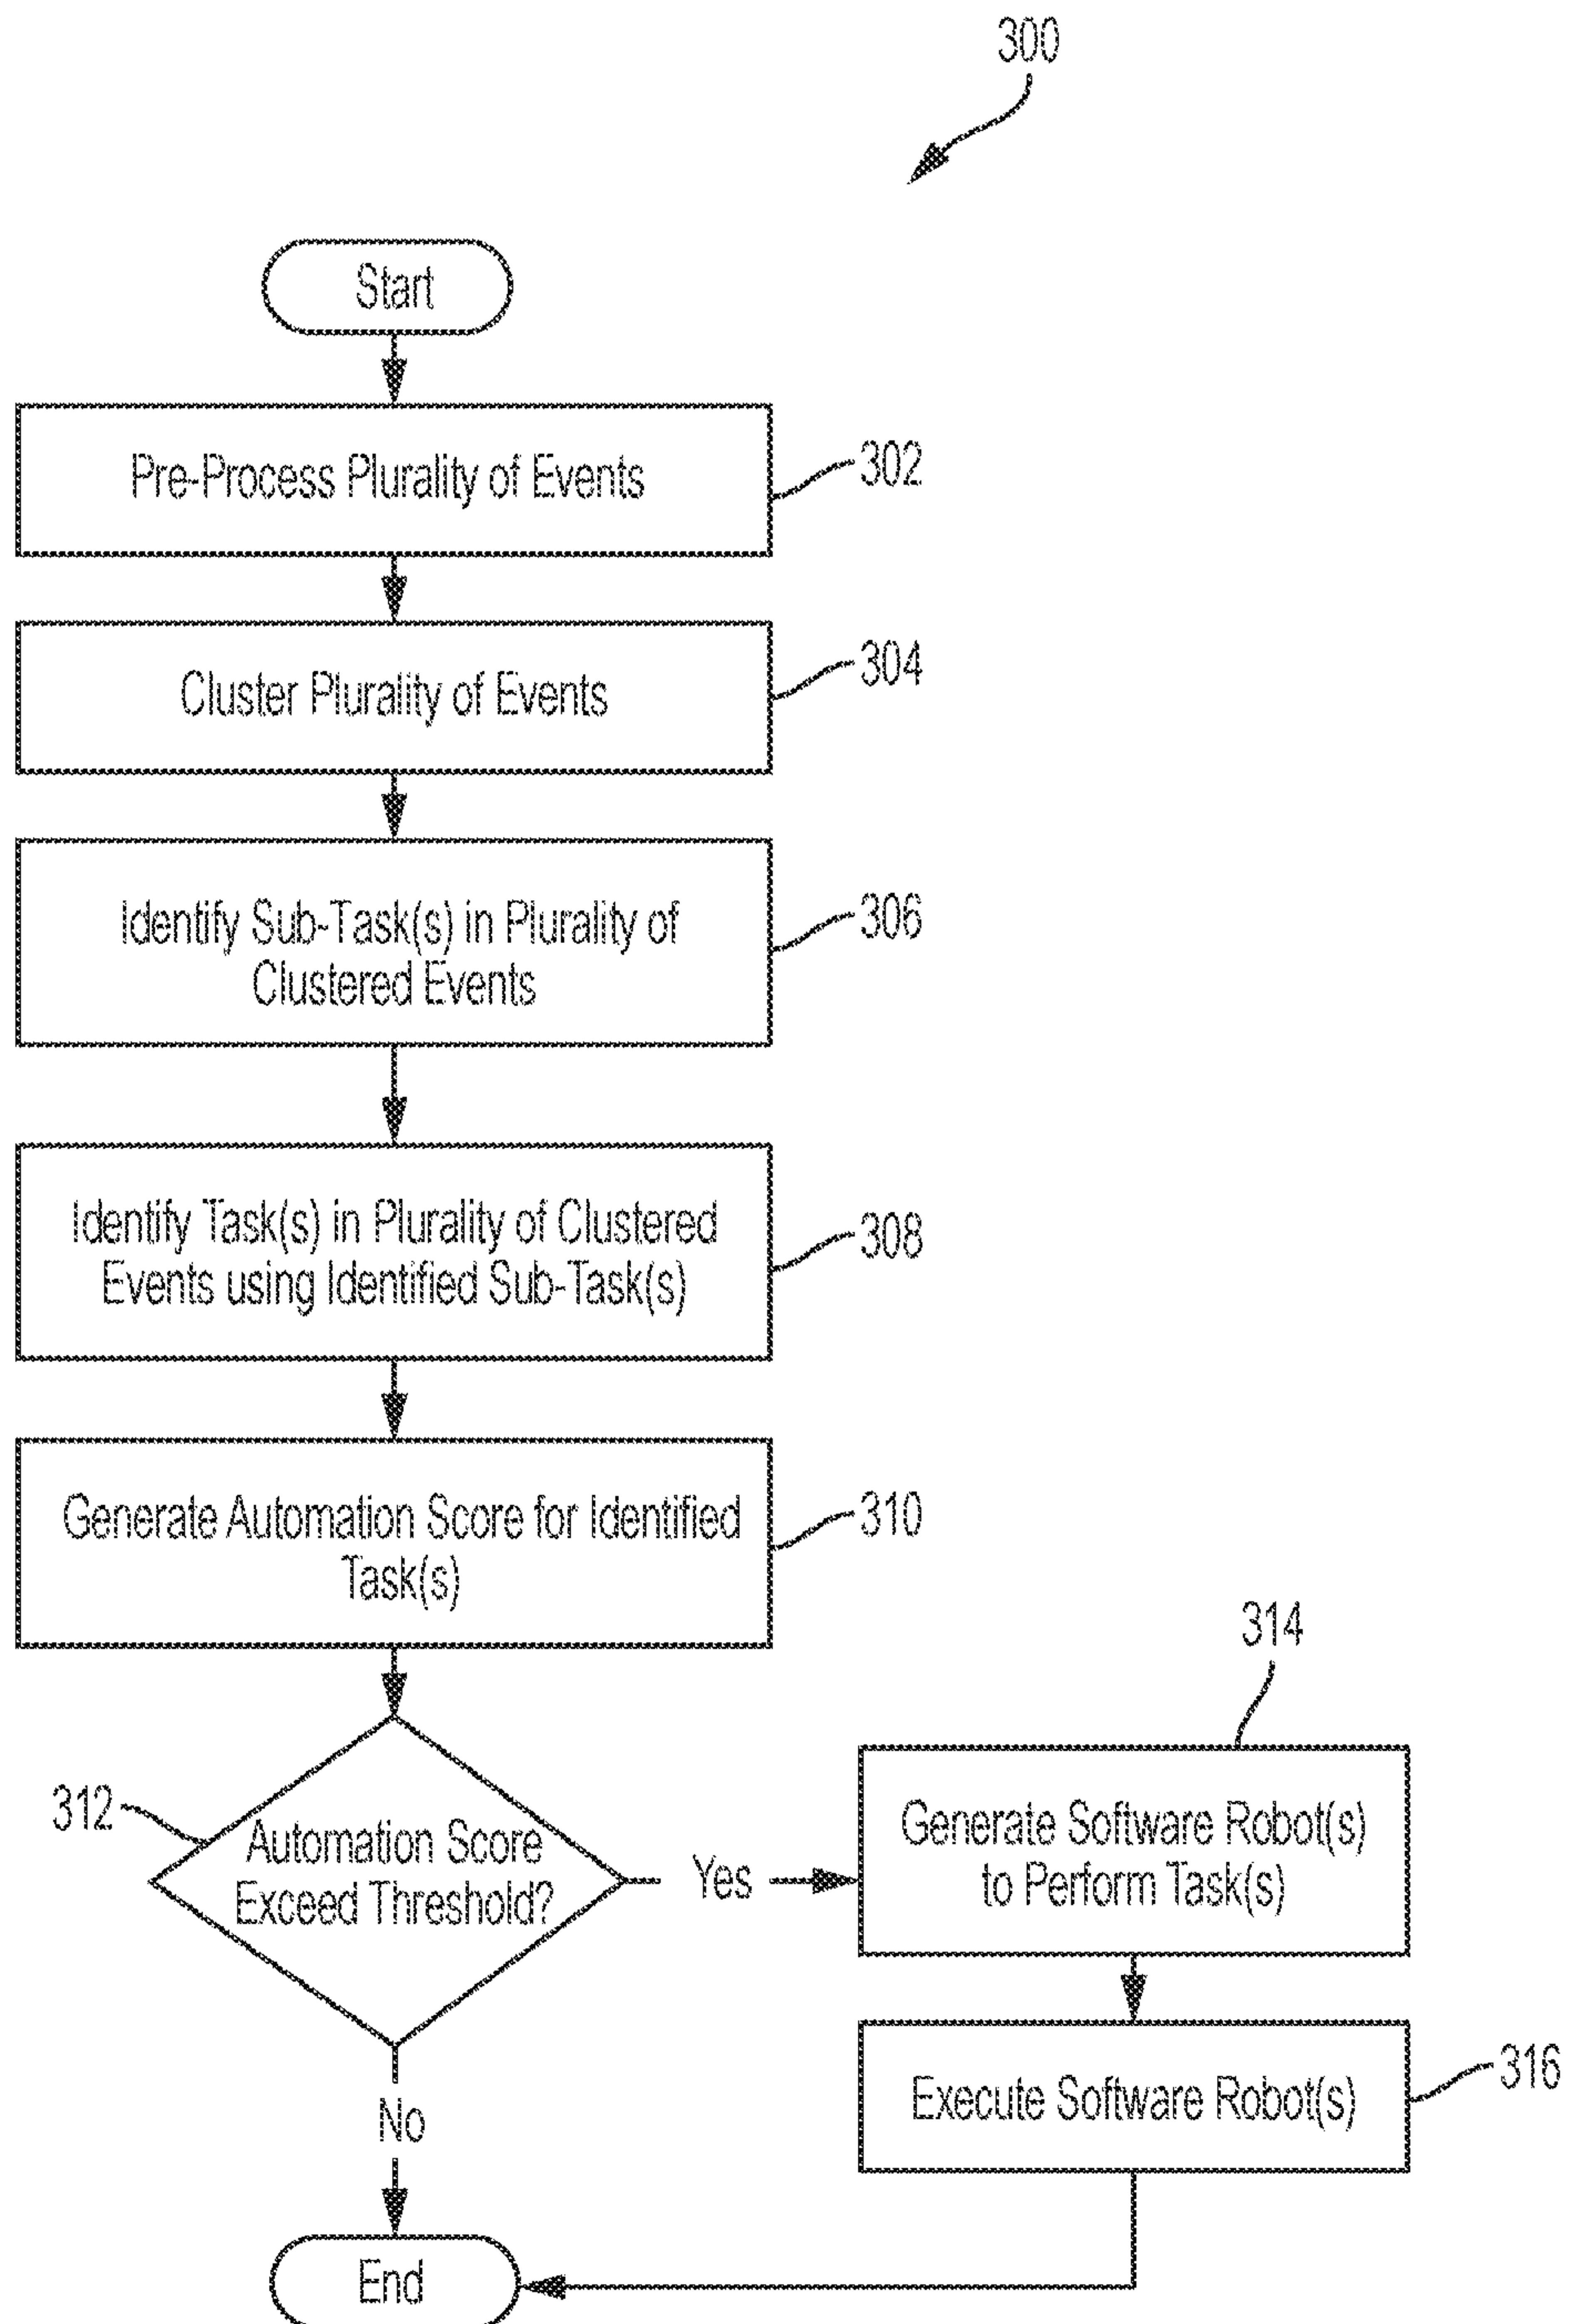 300
Start
Pre-Process Plurality of Events
302
Cluster Plurality of Events
304
Identify Sub-Task(s) in Plurality of
Clustered Events
306
Identify Task(s) in Plurality of Clustered
Events using Identified Sub-Task(s)
308
Generate Automation Score for Identified
Task(s)
310
312
Automation Score
Exceed Threshold?
Yes
314
Generate Software Robot(s)
to Perform Task(s)
Execute Software Robot(s)
316
No
End